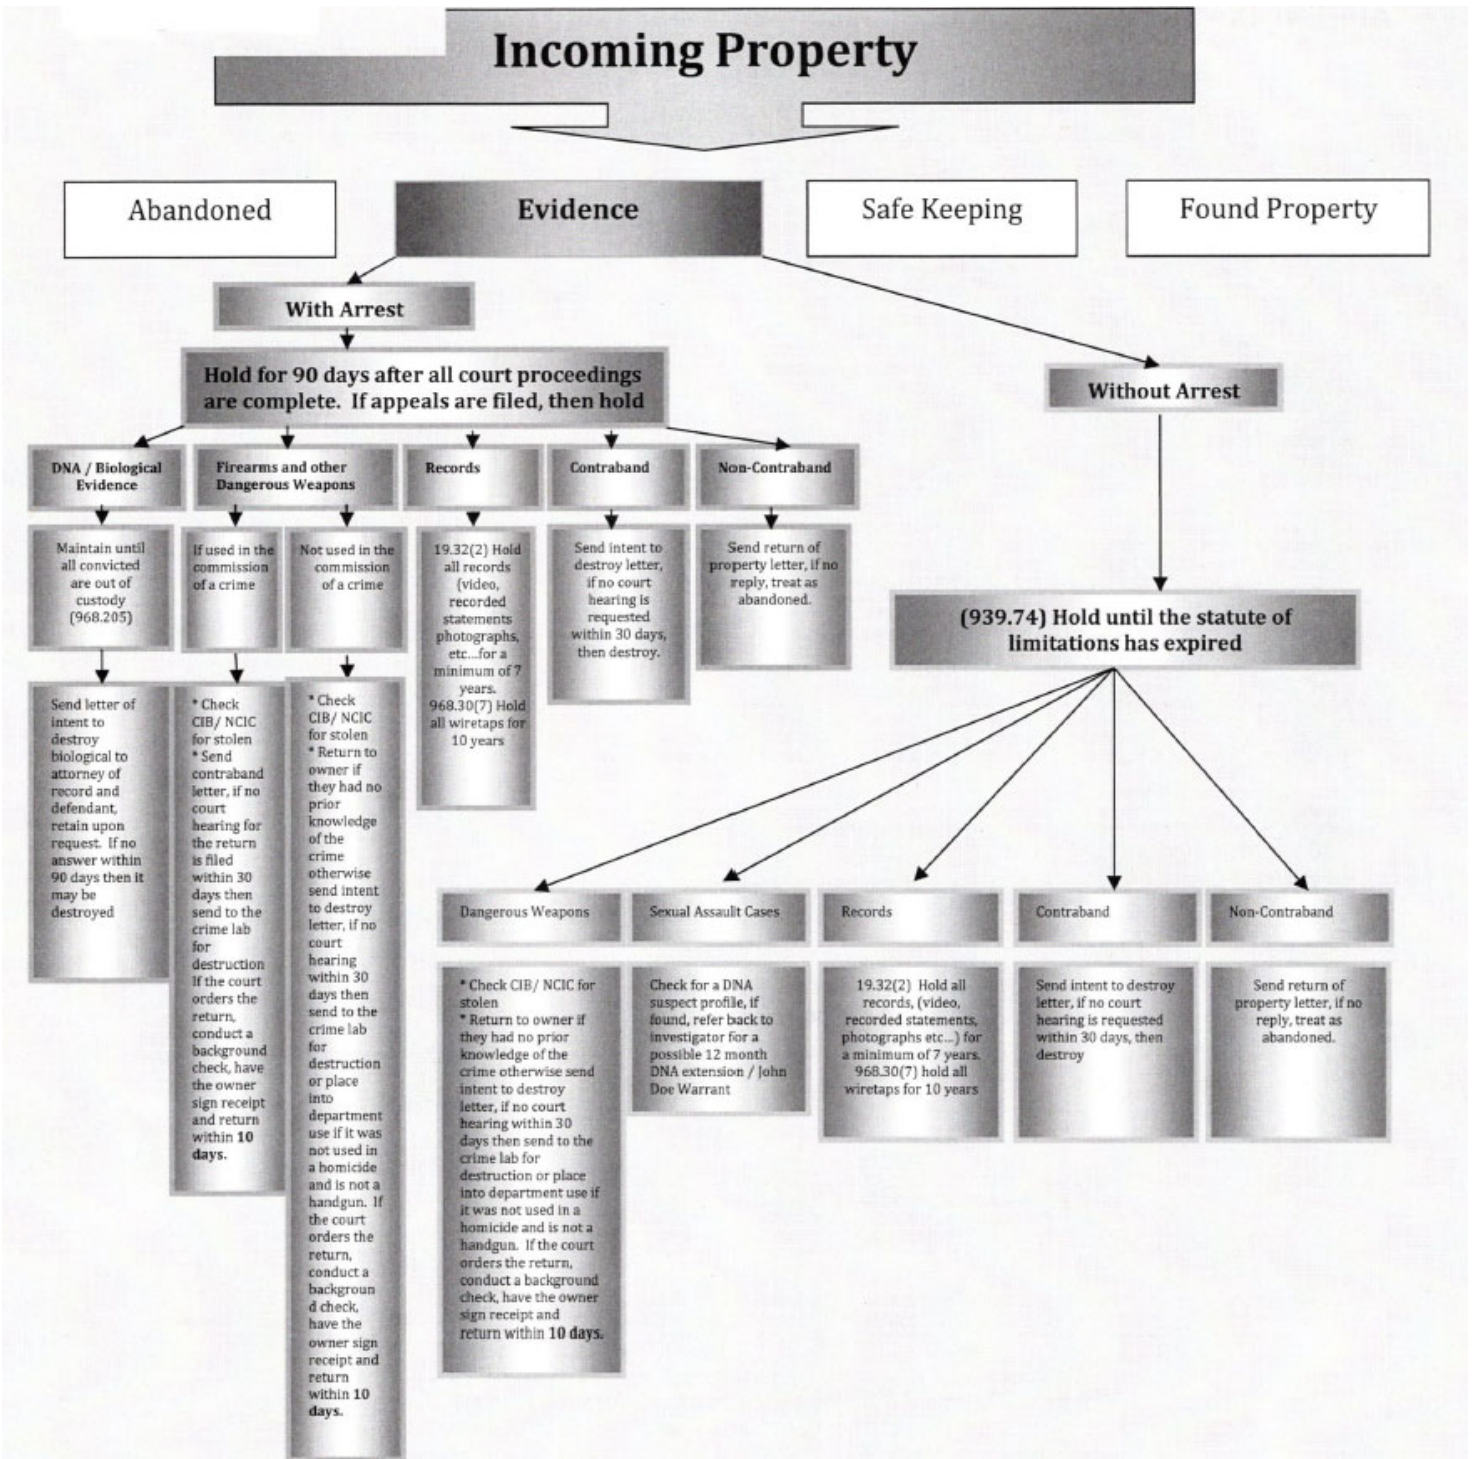 Incoming Property
Abandoned
Evidence
Safe Keeping
Found Property
With Arrest
Hold for 90 days after all court proceedings
are complete. If appeals are filed, then hold
Without Arrest
DNA / Biological
Evidence
Firearms and other
Dangerous Weapons
Records
Contraband
Non-Contraband
Maintain until
all convicted
are out of
custody
(968.205)
If used in the
commission
of a crime
Not used in the
commission
of a crime
19.32(2) Hold
all records
(video,
recorded
statements
photographs,
etc...for a
minimum of 7
years.
968.30(7) Hold
all wiretaps for
10 years
Send intent to
destroy letter,
if no court
hearing is
requested
within 30 days,
then destroy.
Send return of
property letter, if no
reply, treat as
abandoned.
(939.74) Hold until the statute of
limitations has expired
Send letter of
intent to
destroy
biological to
attorney of
record and
defendant,
retain upon
request. If no
answer within
90 days then it
may be
destroyed
* Check
CIB/ NCIC
for stolen
* Send
contraband
letter, if no
court
hearing for
the return
is filed
within 30
days then
send to the
crime lab
for
destruction
If the court
orders the
return,
conduct a
background
check, have
the owner
sign receipt
and return
within 10
days.
* Check
CIB/ NCIC
for stolen
* Return to
owner if
they had no
prior
knowledge
of the
crime
otherwise
send intent
to destroy
letter, if no
court
hearing
within 30
days then
send to the
crime lab
for
destruction
or place
into
department
use if it was
not used in
a homicide
and is not a
handgun. If
the court
orders the
return,
conduct a
backgroun
d check,
have the
owner sign
receipt and
return
within 10
days.
Dangerous Weapons
Sexual Assault Cases
Records
Contraband
Non-Contraband
* Check CIB/ NCIC for
stolen
* Return to owner if
they had no prior
knowledge of the
crime otherwise send
intent to destroy
letter, if no court
hearing within 30
days then send to the
crime lab for
destruction or place
into department use if
it was not used in a
homicide and is not a
handgun. If the court
orders the return,
conduct a background
check, have the owner
sign receipt and
return within 10 days.
Check for a DNA
suspect profile, if
found, refer back to
investigator for a
possible 12 month
DNA extension / John
Doe Warrant
19.32(2) Hold all
records, (video,
recorded statements,
photographs etc...) for
a minimum of 7 years.
968.30(7) hold all
wiretaps for 10 years
Send intent to destroy
letter, if no court
hearing is requested
within 30 days, then
destroy
Send return of
property letter, if no
reply, treat as
abandoned.